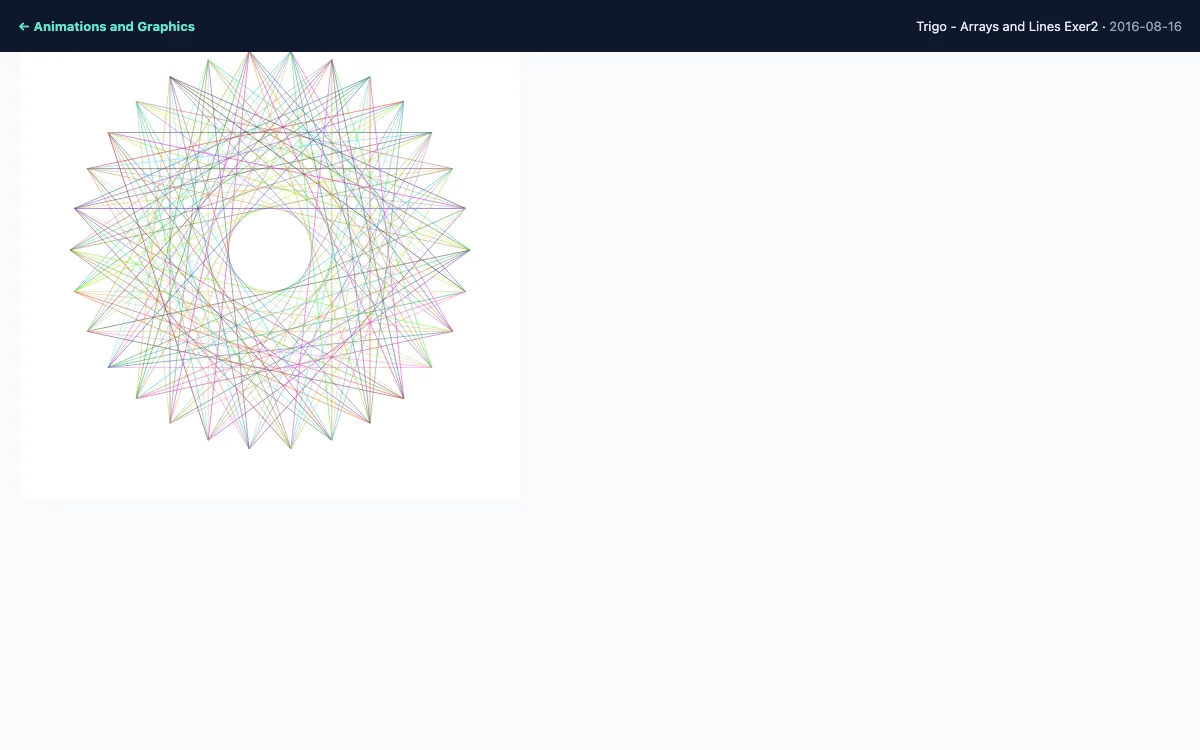 ← Animations and Graphics
Trigo - Arrays and Lines Exer2 · 2016-08-16